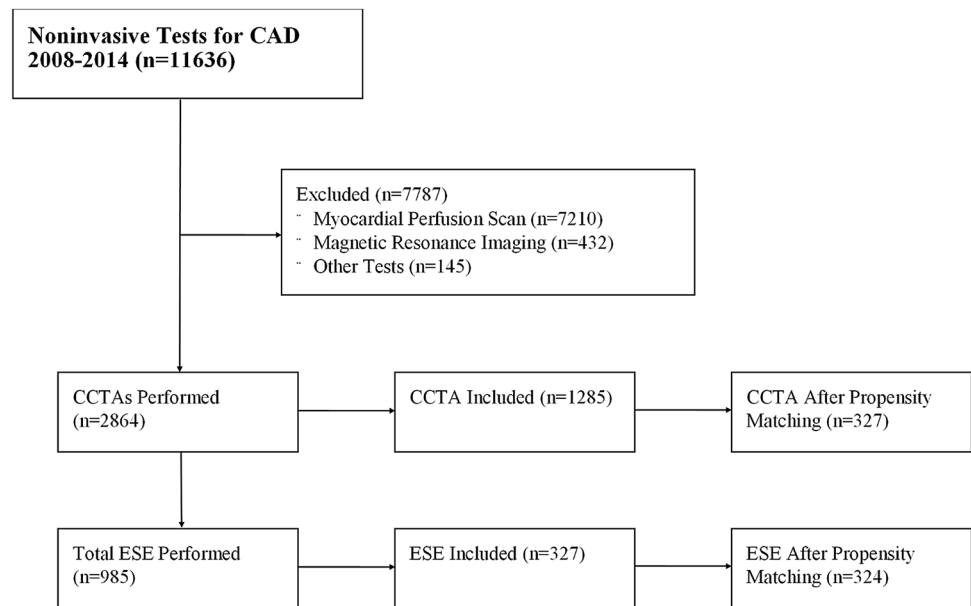 Noninvasive Tests for CAD
2008-2014 (n=11636)
Excluded (n=7787)
¨ Myocardial Perfusion Scan (n=7210)
¨ Magnetic Resonance Imaging (n=432)
¨ Other Tests (n=145)
CCTAs Performed
(n=2864)
CCTA Included (n=1285)
CCTA After Propensity
Matching (n=327)
Total ESE Performed
(n=985)
ESE Included (n=327)
ESE After Propensity
Matching (n=324)